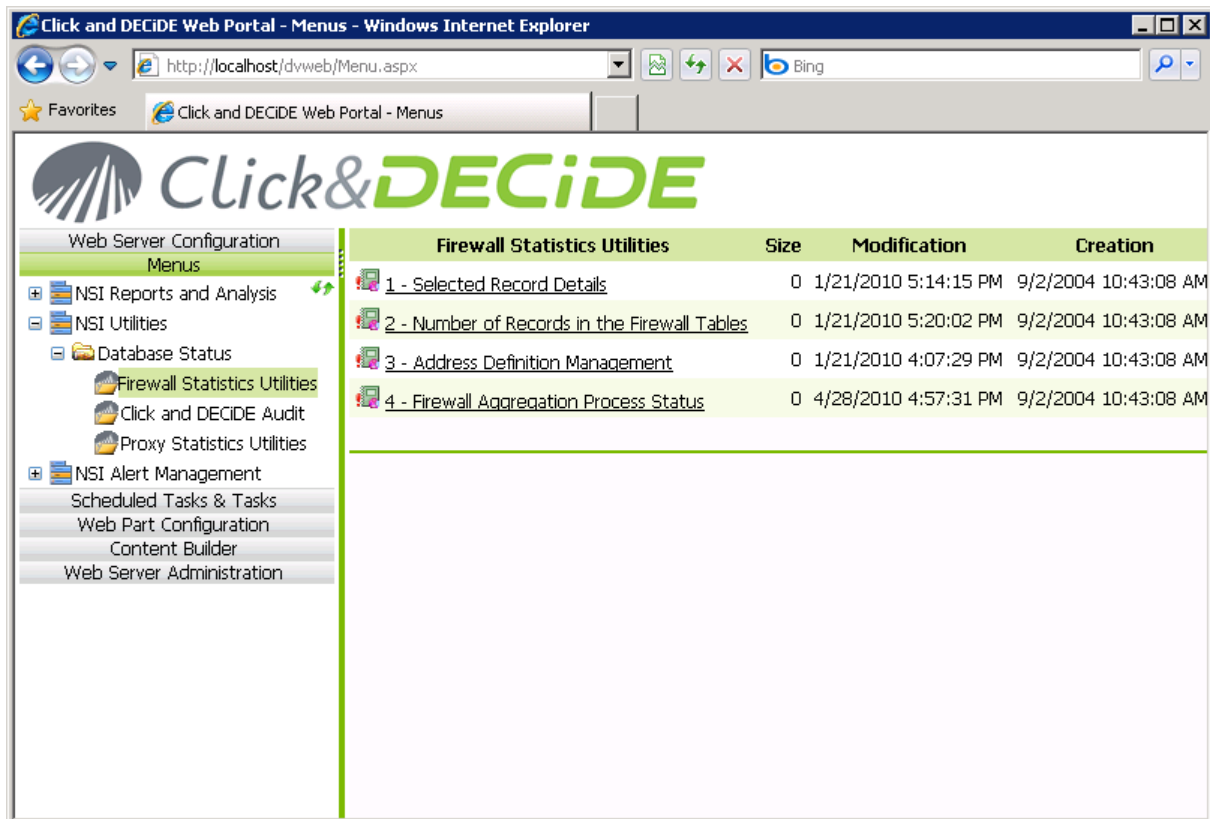 Click and DECiDE Web Portal - Menus - Windows Internet Explorer
http://localhost/dvweb/Menu.aspx
Bing
Favorites
Click and DECiDE Web Portal - Menus
Click&DECiDE
Web Server Configuration
Menus
NSI Reports and Analysis
NSI Utilities
Database Status
Firewall Statistics Utilities
Click and DECiDE Audit
Proxy Statistics Utilities
NSI Alert Management
Scheduled Tasks & Tasks
Web Part Configuration
Content Builder
Web Server Administration
Firewall Statistics Utilities Size Modification Creation
1 - Selected Record Details 0 1/21/2010 5:14:15 PM 9/2/2004 10:43:08 AM
2 - Number of Records in the Firewall Tables 0 1/21/2010 5:20:02 PM 9/2/2004 10:43:08 AM
3 - Address Definition Management 0 1/21/2010 4:07:29 PM 9/2/2004 10:43:08 AM
4 - Firewall Aggregation Process Status 0 4/28/2010 4:57:31 PM 9/2/2004 10:43:08 AM